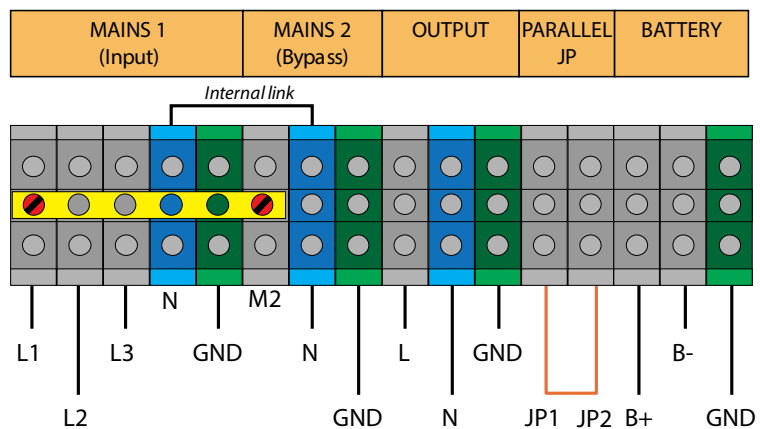 MAINS 1
(Input)
MAINS 2
(Bypass)
OUTPUT
PARALLEL
JP
BATTERY
Internal link
N
M2
L1
L3
GND
N
L
GND
B-
L2
GND
N
JP1
JP2
B+
GND